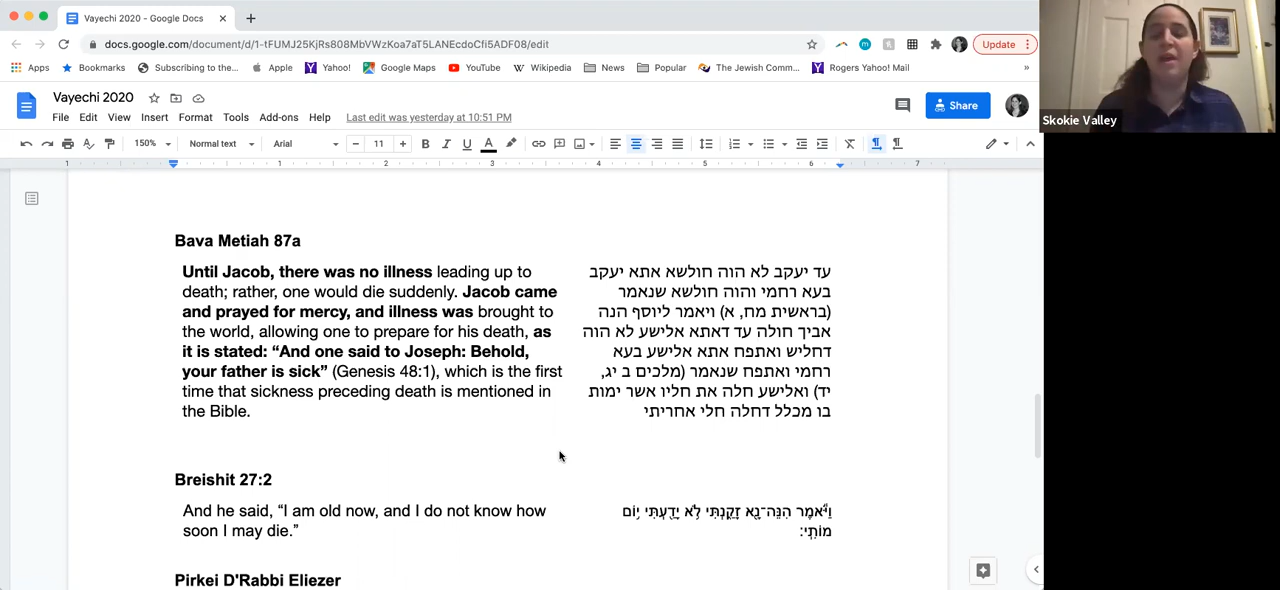 Vayechi 2020 - Google Docs
docs.google.com/document/d/1-tFUMJ25KjRs808MbVWzKoa7aT5LANEcdoCfi5ADF08/edit
Update
Apps Bookmarks Subscribing to the... Apple Yahoo! Google Maps YouTube Wikipedia News Popular The Jewish Comm... Rogers Yahoo! Mail »
Skokie Valley
Vayechi 2020
File Edit View Insert Format Tools Add-ons Help Last edit was yesterday at 10:51 PM
Share
150% Normal text Arial 11 B I U A
1 1 2 3 4 5 6 7
Bava Metiah 87a
Until Jacob, there was no illness leading up to
death; rather, one would die suddenly. Jacob came
and prayed for mercy, and illness was brought to
the world, allowing one to prepare for his death, as
it is stated: “And one said to Joseph: Behold,
your father is sick” (Genesis 48:1), which is the first
time that sickness preceding death is mentioned in
the Bible.
עד יעקב לא הוה חולשא אתא יעקב
בעא רחמי והוה חולשא שנאמר
(בראשית מח, א) ויאמר ליוסף הנה
אביך חולה עד דאתא אלישע לא הוה
דחליש ואתפח אתא אלישע בעא
רחמי ואתפח שנאמר (מלכים ב יג,
יד) ואלישע חלה את חליו אשר ימות
בו מכלל דחלה חלי אחריתי
Breishit 27:2
And he said, “I am old now, and I do not know how
soon I may die.”
וַיֹּ֕אמֶר הִנֵּה־נָ֖א זָקַ֑נְתִּי לֹ֥א יָדַ֖עְתִּי י֥וֹם
מוֹתִֽי׃
Pirkei D'Rabbi Eliezer